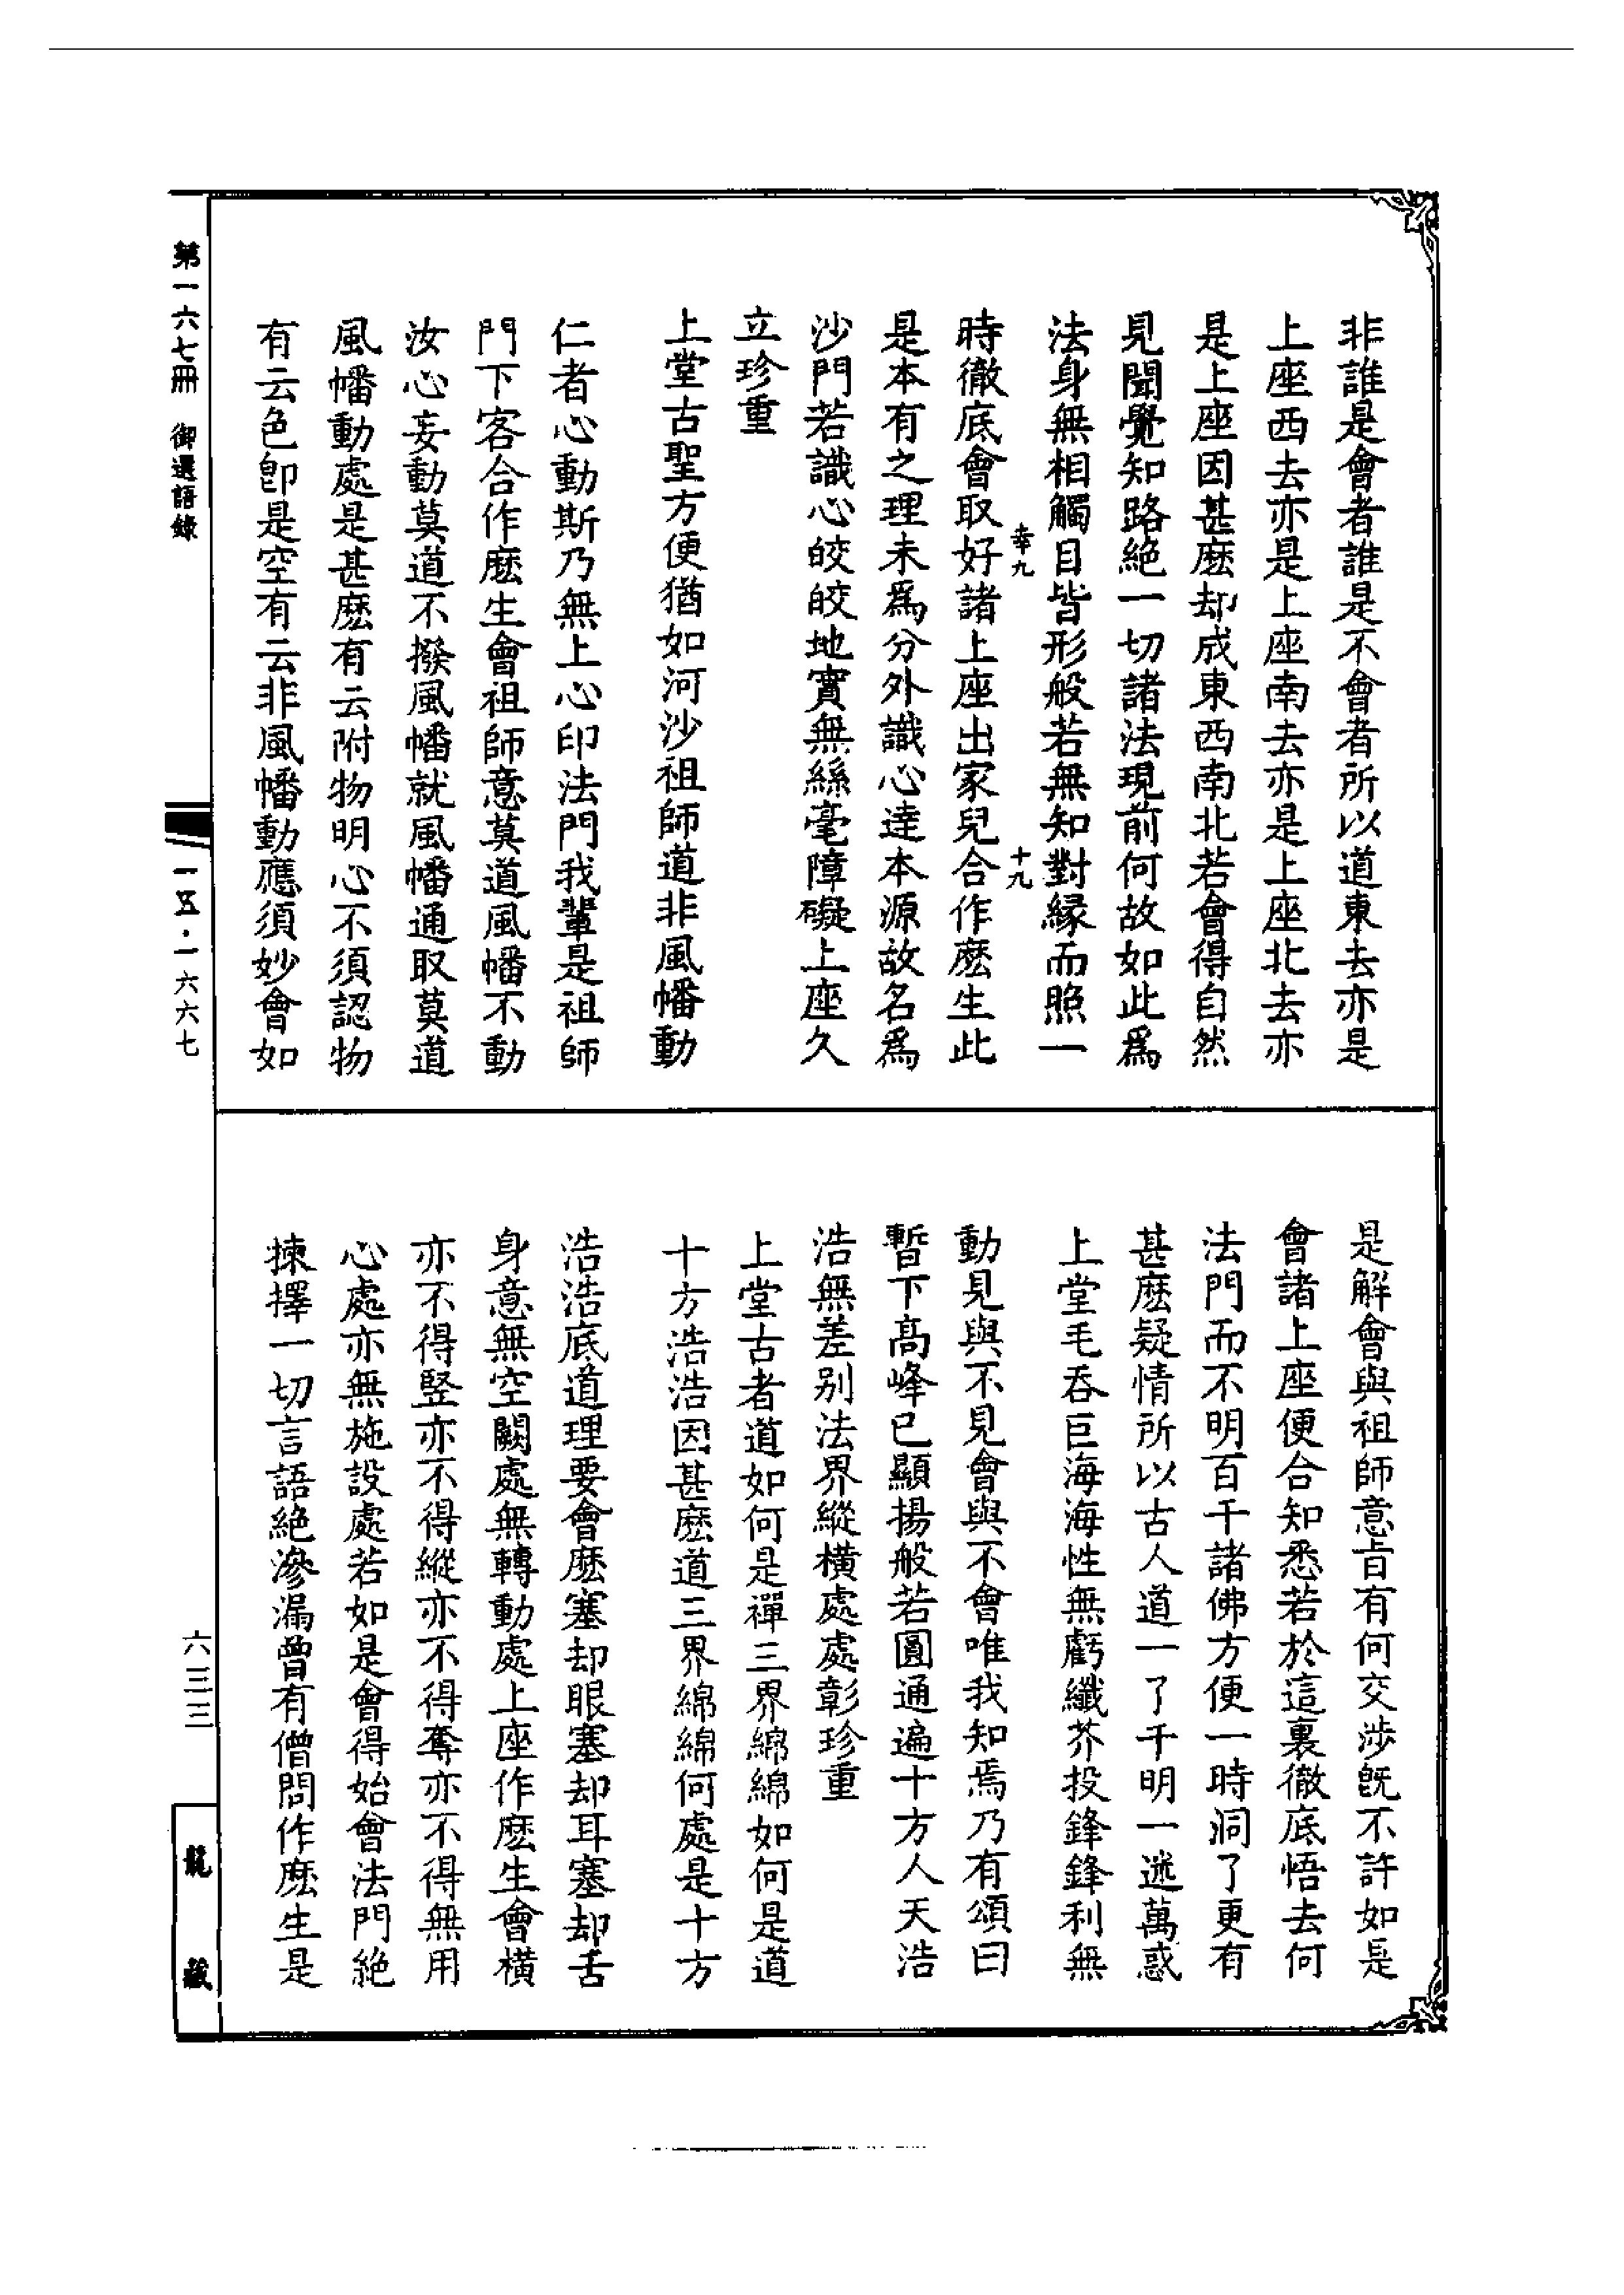 非誰是會者誰是不會者所以道東去亦是
上座西去亦是上座南去亦是上座北去亦
是上座因甚麽却成東西南北若會得自然
見聞覺知路絶一切諸法現前何故如此爲
法身無相觸目皆形般若無知對緣而照一
幸九
十九
時徹底會取好諸上座出家兒合作麽生此
是本有之理未爲分外識心達本源故名爲
沙門若識心皎皎地實無絲毫障礙上座久
立珍重
上堂古聖方便猶如河沙祖師道非風幡動
仁者心動斯乃無上心印法門我輩是祖師
門下客合作麽生會祖師意莫道風幡不動
汝心妄動莫道不撥風幡就風幡通取莫道
風幡動處是甚麽有云附物明心不須認物
有云色卽是空有云非風幡動應須妙會如
是解會與祖師意旨有何交涉旣不許如是
會諸上座便合知悉若於這裏徹底悟去何
法門而不明百千諸佛方便一時洞了更有
甚麽疑情所以古人道一了千明一迷萬惑
上堂毛吞巨海海性無虧纖芥投鋒鋒利無
動見與不見會與不會唯我知焉乃有頌曰
暫下髙峰已顯揚般若圓通遍十方人天浩
浩無差别法界縱橫處處彰珍重
上堂古者道如何是禪三界綿綿如何是道
十方浩浩因甚麽道三界綿綿何處是十方
浩浩底道理要會麽塞却眼塞却耳塞却舌
身意無空闕處無轉動處上座作麽生會橫
亦不得竪亦不得縱亦不得奪亦不得無用
心處亦無施設處若如是會得始會法門絶
揀擇一切言語絶滲漏曾有僧問作麽生是
第一六七冊 御選語錄
一五·一六六七
六三三
龍藏